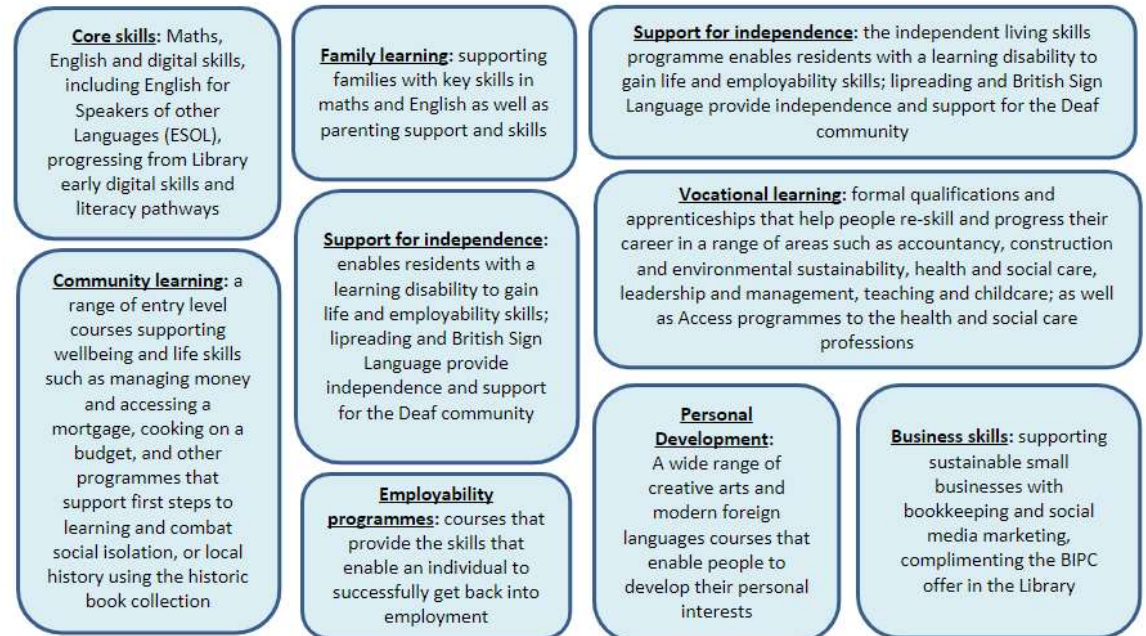 Core skills: Maths,
English and digital skills,
including English for
Speakers of other
Languages (ESOL),
progressing from Library
early digital skills and
literacy pathways
Family learning: supporting
families with key skills in
maths and English as well as
parenting support and skills
Support for independence: the independent living skills
programme enables residents with a learning disability to
gain life and employability skills; lipreading and British Sign
Language provide independence and support for the Deaf
community
Community learning: a
range of entry level
courses supporting
wellbeing and life skills
such as managing money
and accessing a
mortgage, cooking on a
budget, and other
programmes that
support first steps to
learning and combat
social isolation, or local
history using the historic
book collection
Support for independence:
enables residents with a
learning disability to gain
life and employability skills;
lipreading and British Sign
Language provide
independence and support
for the Deaf community
Vocational learning: formal qualifications and
apprenticeships that help people re-skill and progress their
career in a range of areas such as accountancy, construction
and environmental sustainability, health and social care,
leadership and management, teaching and childcare; as well
as Access programmes to the health and social care
professions
Employability
programmes: courses that
provide the skills that
enable an individual to
successfully get back into
employment
Personal
Development:
A wide range of
creative arts and
modern foreign
languages courses that
enable people to
develop their personal
interests
Business skills: supporting
sustainable small
businesses with
bookkeeping and social
media marketing,
complimenting the BIPC
offer in the Library